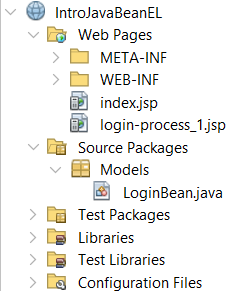 IntroJavaBeanEL
Web Pages
META-INF
WEB-INF
index.jsp
login-process_1.jsp
Source Packages
Models
LoginBean.java
Test Packages
Libraries
Test Libraries
Configuration Files